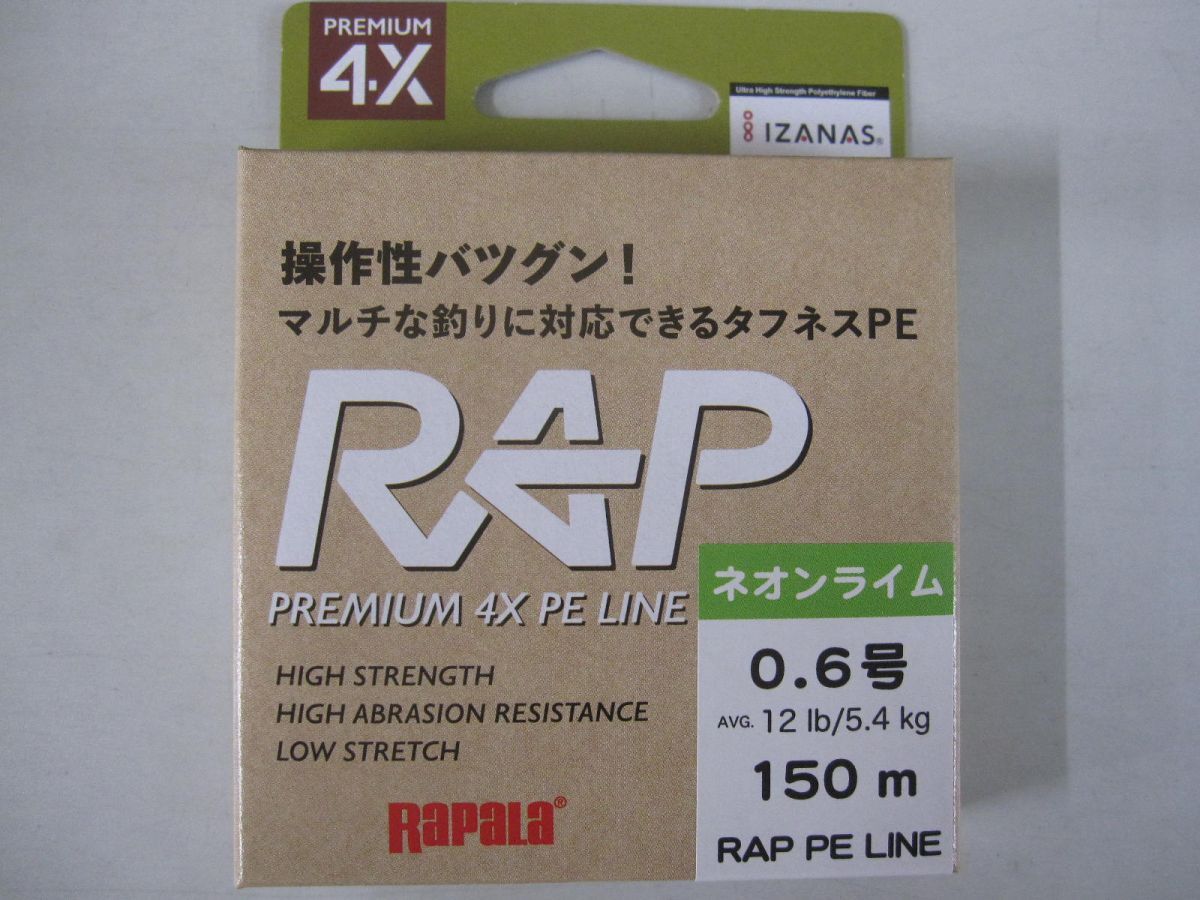 PREMIUM
4X
Ultra High Strength Polyethylene Fiber
IZANAS®
操作性バツグン!
マルチな釣りに対応できるタフネスPE
RAP
PREMIUM 4X PE LINE
HIGH STRENGTH
HIGH ABRASION RESISTANCE
LOW STRETCH
Rapala®
ネオンライム
0.6号
AVG. 12 lb/5.4 kg
150 m
RAP PE LINE